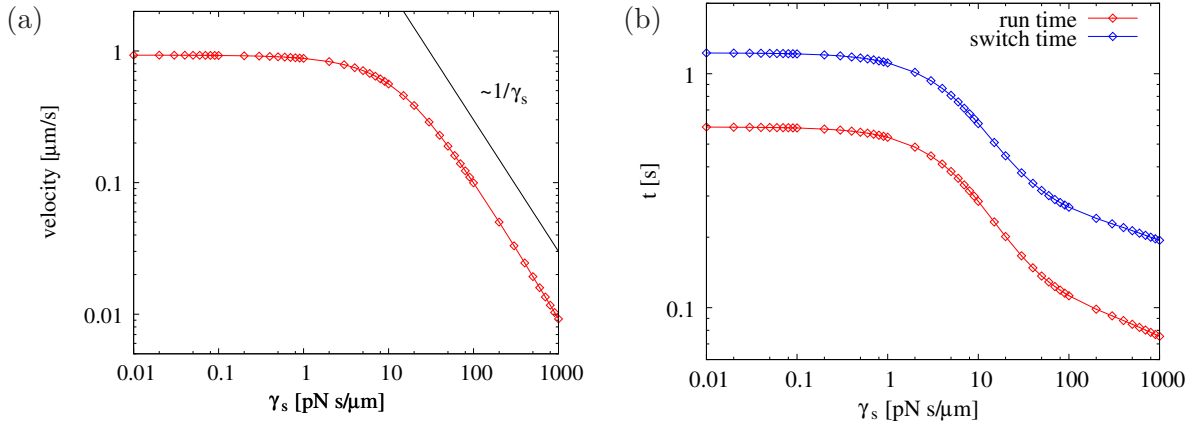 (a)
1
0.1
0.01
velocity [μm/s]
~1/γs
0.01 0.1 1 10 100 1000
γs [pN s/μm]
(b)
run time
switch time
1
0.1
t [s]
0.01 0.1 1 10 100 1000
γs [pN s/μm]